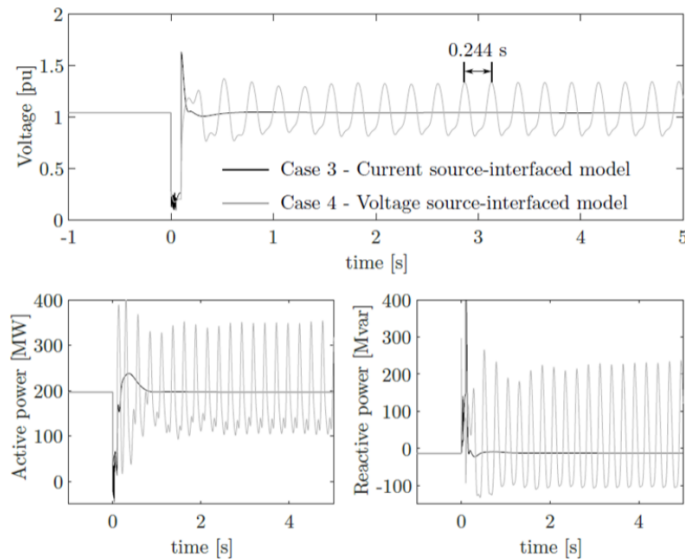 2
1.5
1
0.5
0
Voltage [pu]
0.244 s
Case 3 - Current source-interfaced model
Case 4 - Voltage source-interfaced model
-1 0 1 2 3 4 5
time [s]
400
300
200
100
0
Active power [MW]
0 2 4
time [s]
400
300
200
100
0
-100
Reactive power [Mvar]
0 2 4
time [s]